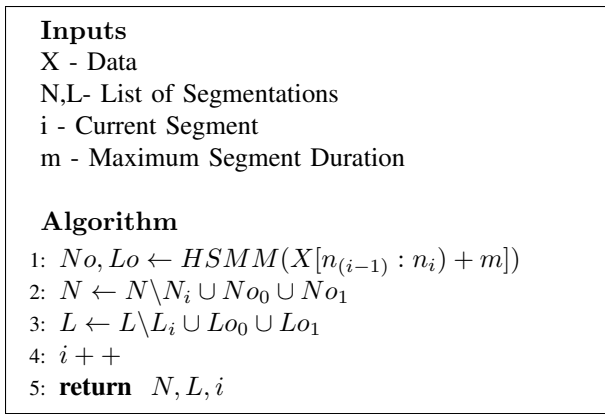 Inputs
X - Data
N,L- List of Segmentations
i - Current Segment
m - Maximum Segment Duration
Algorithm
1: No, Lo ← HSMM(X[n_{(i−1)} : n_i) + m])
2: N ← N\N_i ∪ No_0 ∪ No_1
3: L ← L\L_i ∪ Lo_0 ∪ Lo_1
4: i + +
5: return N, L, i